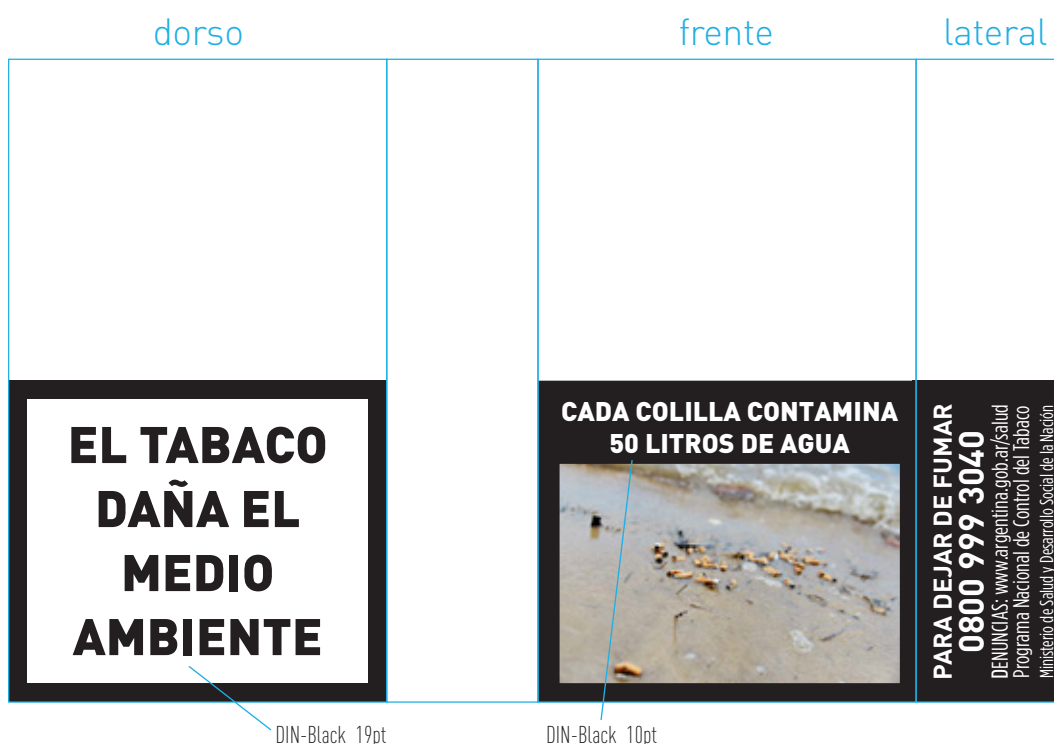 dorso
frente
lateral
EL TABACO
DAÑA EL
MEDIO
AMBIENTE
CADA COLILLA CONTAMINA
50 LITROS DE AGUA
PARA DEJAR DE FUMAR
0800 999 3040
DENUNCIAS: www.argentina.gob.ar/salud
Programa Nacional de Control del Tabaco
Ministerio de Salud y Desarrollo Social de la Nación
DIN-Black 19pt
DIN-Black 10pt